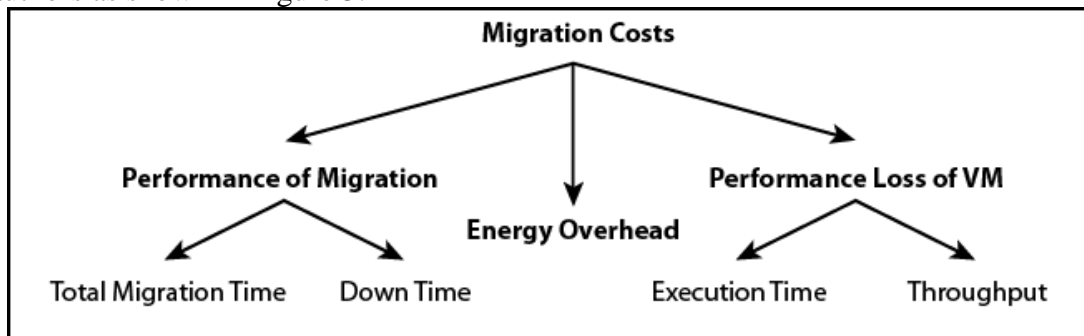 Migration Costs
Performance of Migration
Performance Loss of VM
Energy Overhead
Total Migration Time
Down Time
Execution Time
Throughput